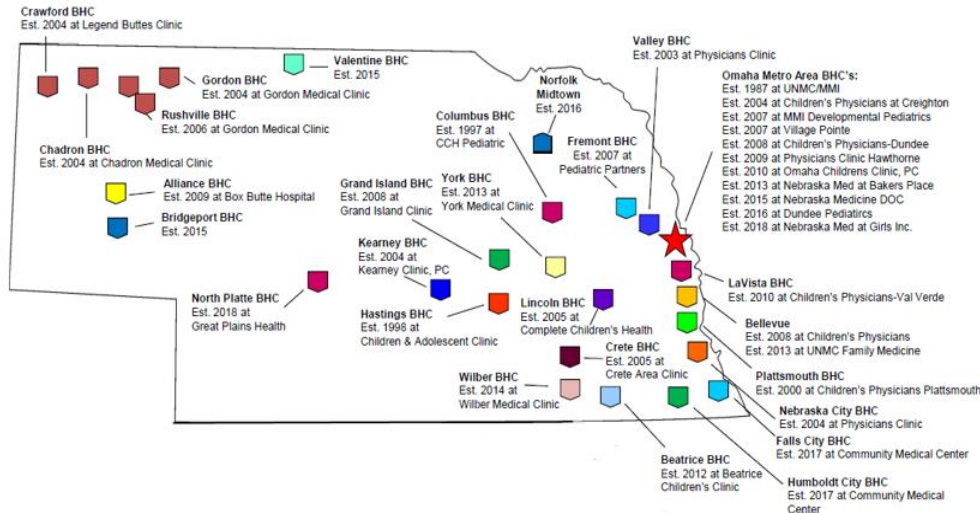 Crawford BHC
Est. 2004 at Legend Buttes Clinic
Gordon BHC
Est. 2004 at Gordon Medical Clinic
Rushville BHC
Est. 2006 at Gordon Medical Clinic
Chadron BHC
Est. 2004 at Chadron Medical Clinic
Alliance BHC
Est. 2009 at Box Butte Hospital
Bridgeport BHC
Est. 2015
North Platte BHC
Est. 2018 at
Great Plains Health
Valentine BHC
Est. 2015
Norfolk
Midtown
Est. 2016
Columbus BHC
Est. 1997 at
CCH Pediatric
Grand Island BHC
Est. 2008 at
Grand Island Clinic
York BHC
Est. 2013 at
York Medical Clinic
Kearney BHC
Est. 2004 at
Kearney Clinic, PC
Hastings BHC
Est. 1998 at
Children & Adolescent Clinic
Fremont BHC
Est. 2007 at
Pediatric Partners
Valley BHC
Est. 2003 at Physicians Clinic
Omaha Metro Area BHC's:
Est. 1987 at UNMC/MMI
Est. 2004 at Children's Physicians at Creighton
Est. 2007 at MMI Developmental Pediatrics
Est. 2007 at Village Pointe
Est. 2008 at Children's Physicians-Dundee
Est. 2009 at Physicians Clinic Hawthorne
Est. 2010 at Omaha Childrens Clinic, PC
Est. 2013 at Nebraska Med at Bakers Place
Est. 2015 at Nebraska Medicine DOC
Est. 2016 at Dundee Pediatircs
Est. 2018 at Nebraska Med at Girls Inc.
Lincoln BHC
Est. 2005 at
Complete Children's Health
Crete BHC
Est. 2005 at
Crete Area Clinic
Wilber BHC
Est. 2014 at
Wilber Medical Clinic
LaVista BHC
Est. 2010 at Children's Physicians-Val Verde
Bellevue
Est. 2008 at Children's Physicians
Est. 2013 at UNMC Family Medicine
Plattsmouth BHC
Est. 2000 at Children's Physicians Plattsmouth
Nebraska City BHC
Est. 2004 at Physicians Clinic
Falls City BHC
Est. 2017 at Community Medical Center
Beatrice BHC
Est. 2012 at Beatrice
Children's Clinic
Humboldt City BHC
Est. 2017 at Community Medical
Center